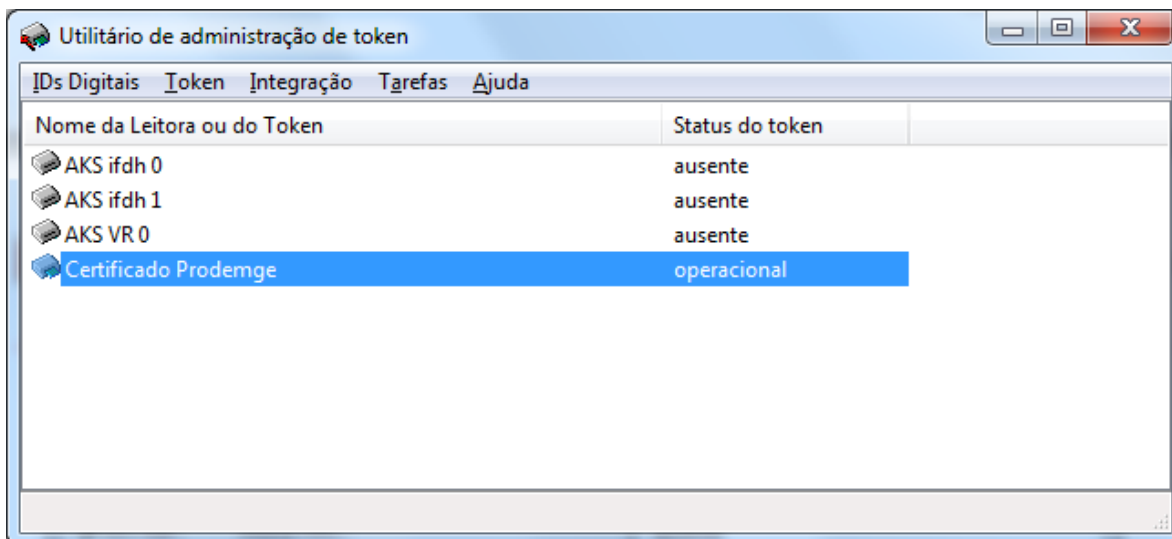 Utilitário de administração de token
IDs Digitais Token Integração Tarefas Ajuda
Nome da Leitora ou do Token Status do token
AKS ifdh 0 ausente
AKS ifdh 1 ausente
AKS VR 0 ausente
Certificado Prodemge operacional